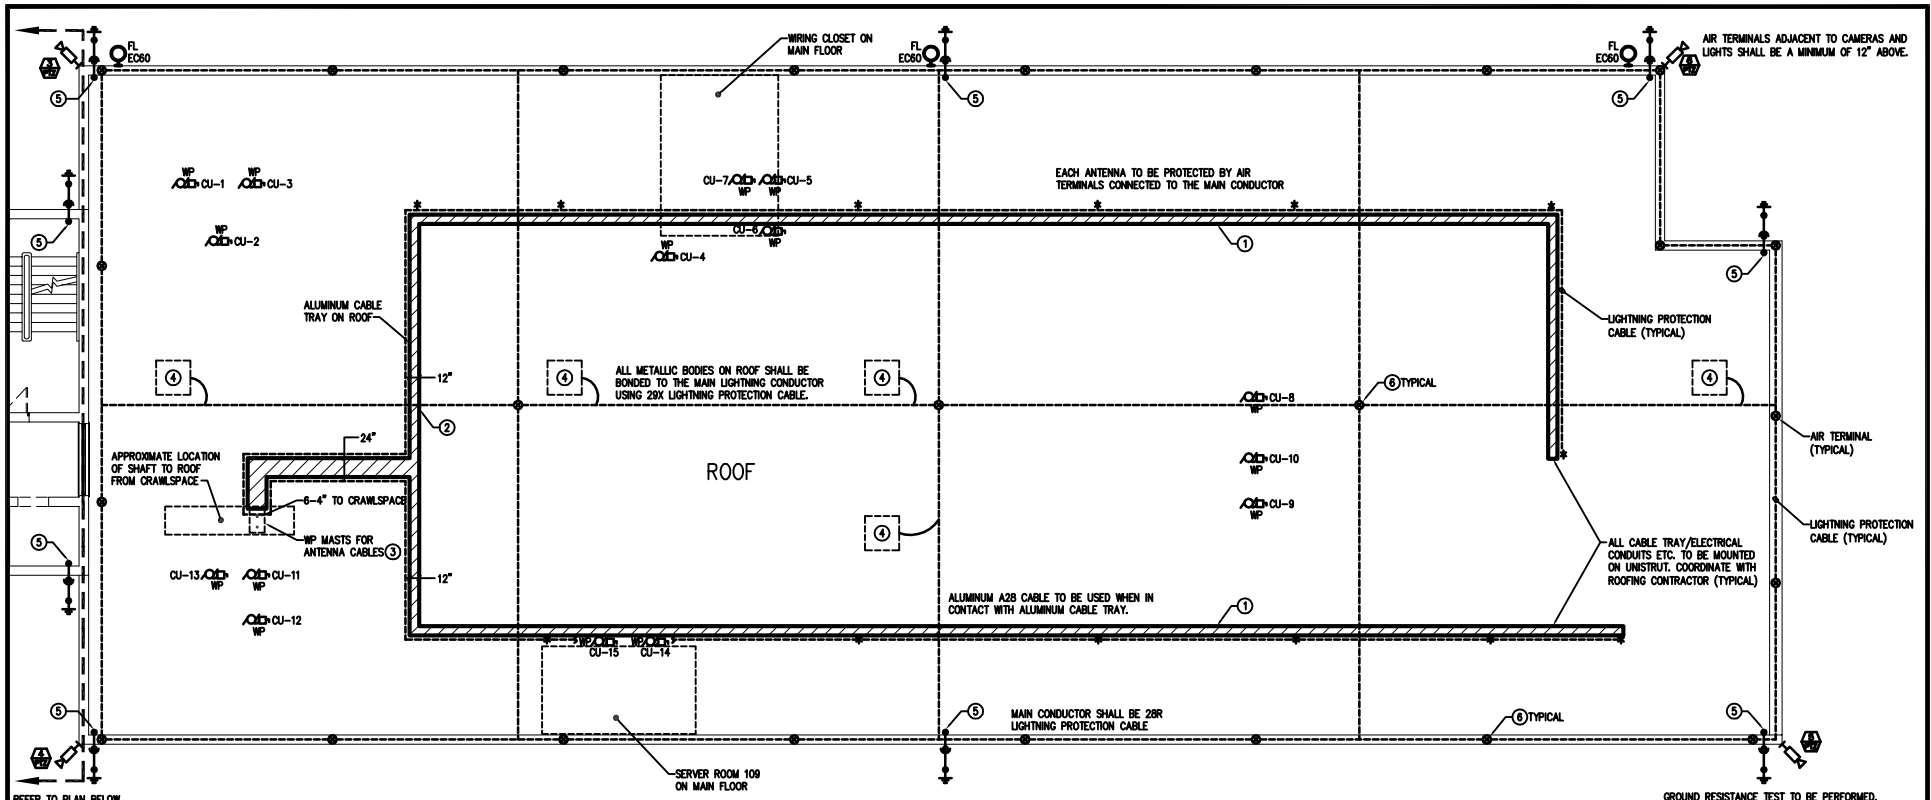 WIRING CLOSET ON
MAIN FLOOR
AIR TERMINALS ADJACENT TO CAMERAS AND
LIGHTS SHALL BE A MINIMUM OF 12" ABOVE.
FL
EC60
FL
EC60
FL
EC60
3
PTZ
6
PTZ
5
5
5
WP
CU-1
WP
CU-3
CU-7
WP
CU-5
WP
EACH ANTENNA TO BE PROTECTED BY AIR
TERMINALS CONNECTED TO THE MAIN CONDUCTOR
5
WP
CU-2
CU-6
WP
WP
CU-4
1
5
ALUMINUM CABLE
TRAY ON ROOF
LIGHTNING PROTECTION
CABLE (TYPICAL)
4
4
ALL METALLIC BODIES ON ROOF SHALL BE
BONDED TO THE MAIN LIGHTNING CONDUCTOR
USING 29X LIGHTNING PROTECTION CABLE.
4
4
12"
6 TYPICAL
CU-8
WP
2
24"
AIR TERMINAL
(TYPICAL)
APPROXIMATE LOCATION
OF SHAFT TO ROOF
FROM CRAWLSPACE
ROOF
CU-10
WP
6-4" TO CRAWLSPACE
CU-9
WP
4
WP MASTS FOR
ANTENNA CABLES 3
LIGHTNING PROTECTION
CABLE (TYPICAL)
5
ALL CABLE TRAY/ELECTRICAL
CONDUITS ETC. TO BE MOUNTED
ON UNISTRUT. COORDINATE WITH
ROOFING CONTRACTOR (TYPICAL)
CU-13
WP
CU-11
WP
12"
ALUMINUM A28 CABLE TO BE USED WHEN IN
CONTACT WITH ALUMINUM CABLE TRAY.
1
CU-12
WP
WP
CU-15
WP
CU-14
5
5
MAIN CONDUCTOR SHALL BE 28R
LIGHTNING PROTECTION CABLE
6 TYPICAL
5
4
PTZ
5
PTZ
SERVER ROOM 109
ON MAIN FLOOR
REFER TO PLAN BELOW
GROUND RESISTANCE TEST TO BE PERFORMED.